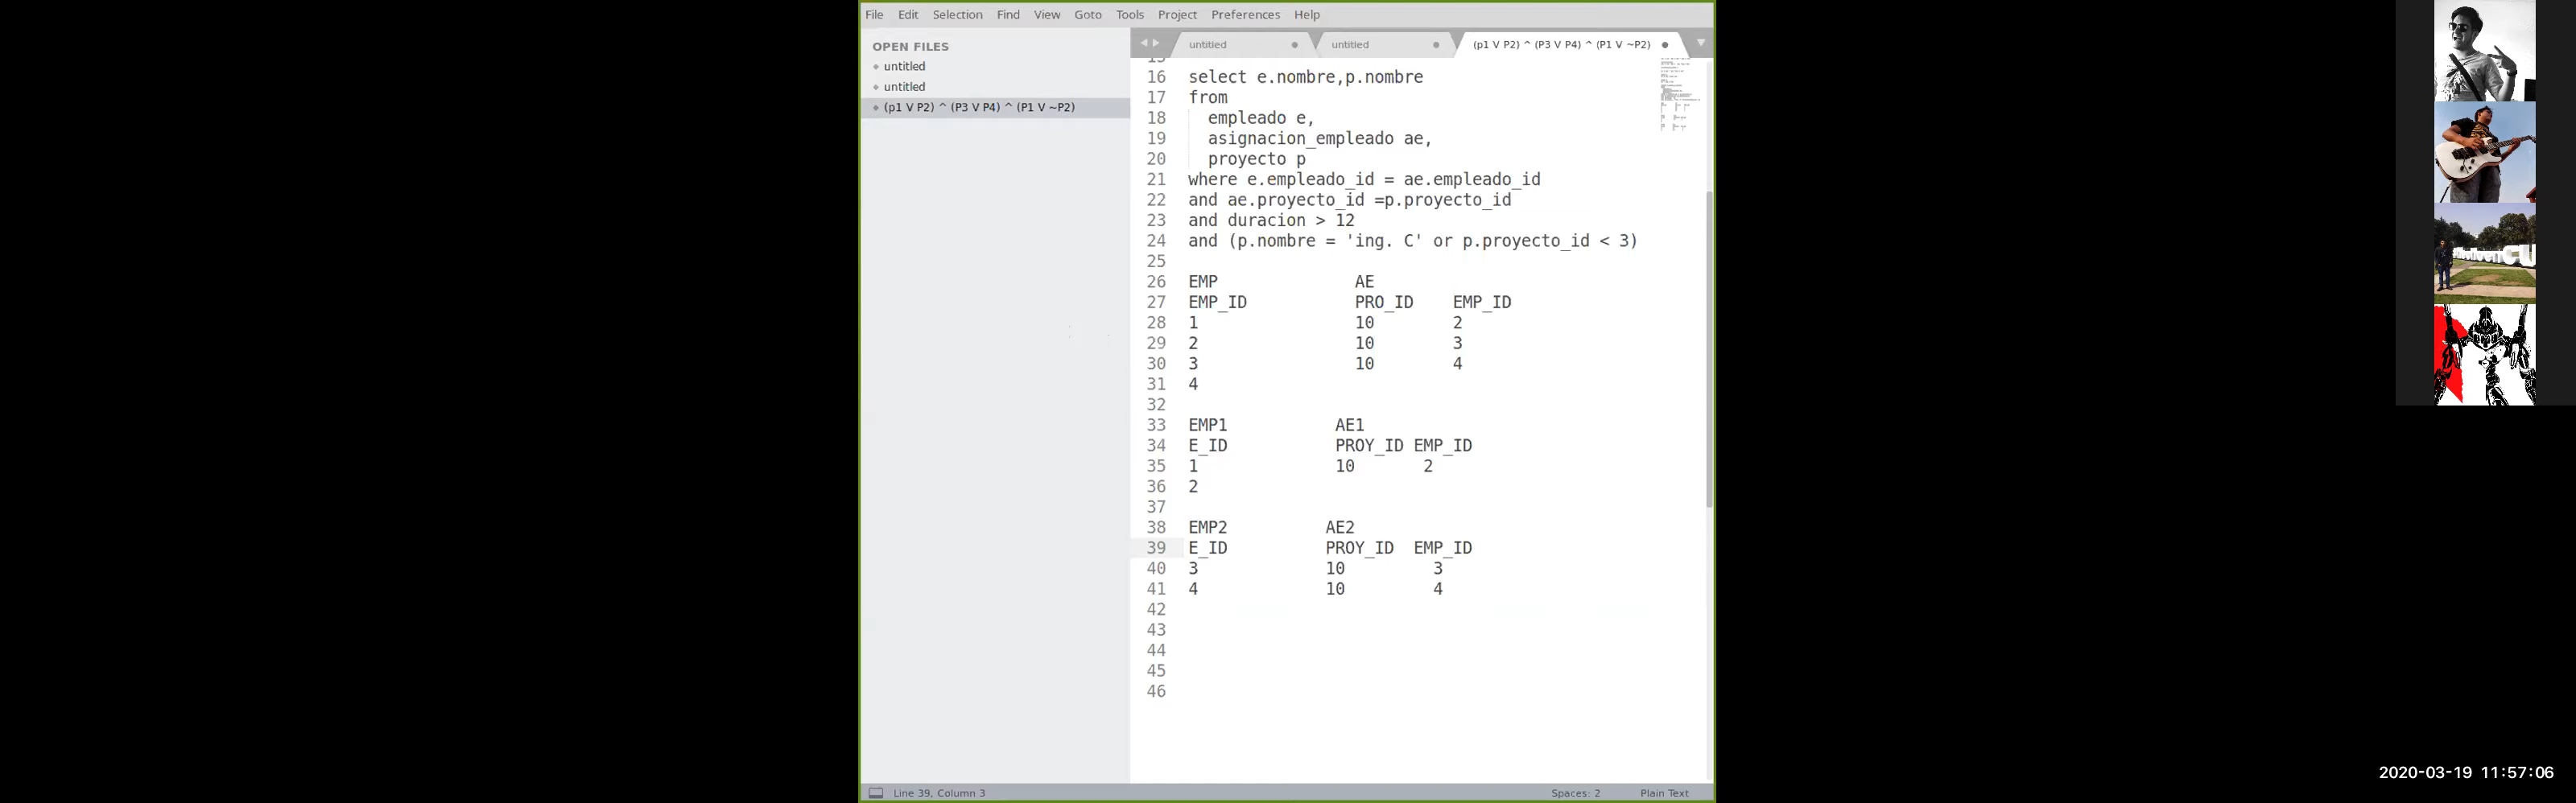 File Edit Selection Find View Goto Tools Project Preferences Help
OPEN FILES
untitled
untitled
(p1 V P2) ^ (P3 V P4) ^ (P1 V ~P2)
untitled untitled (p1 V P2) ^ (P3 V P4) ^ (P1 V ~P2)
16 select e.nombre,p.nombre
17 from
18 empleado e,
19 asignacion_empleado ae,
20 proyecto p
21 where e.empleado_id = ae.empleado_id
22 and ae.proyecto_id =p.proyecto_id
23 and duracion > 12
24 and (p.nombre = 'ing. C' or p.proyecto_id < 3)
25
26 EMP AE
27 EMP_ID PRO_ID EMP_ID
28 1 10 2
29 2 10 3
30 3 10 4
31 4
32
33 EMP1 AE1
34 E_ID PROY_ID EMP_ID
35 1 10 2
36 2
37
38 EMP2 AE2
39 E_ID PROY_ID EMP_ID
40 3 10 3
41 4 10 4
42
43
44
45
46
Line 39, Column 3 Spaces: 2 Plain Text
2020-03-19 11:57:06